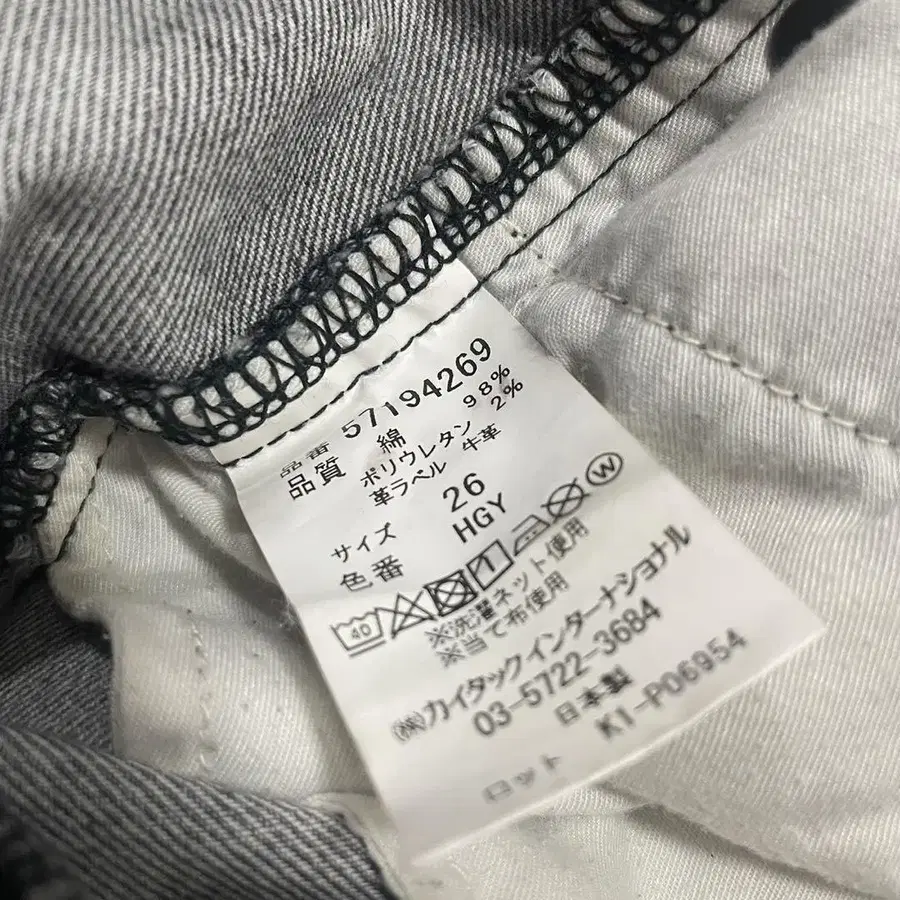 品番 57194269
品質 綿 98%
ポリウレタン 2%
革ラベル 牛革
サイズ 26
色番 HGY
40 W
※洗濯ネット使用
※当て布使用
㈱カイタックインターナショナル
03-5722-3684
日本製
ロット K1-P06954